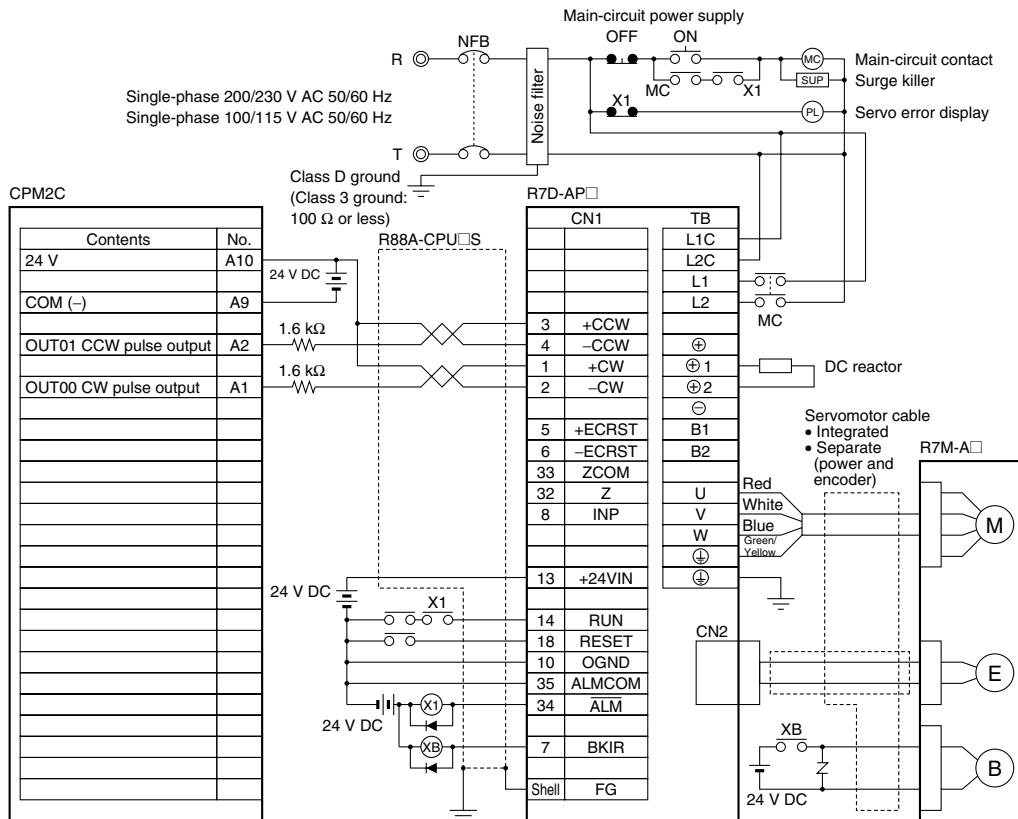 Main-circuit power supply
OFF ON
R NFB
Noise filter
MC Main-circuit contact
SUP Surge killer
MC X1
X1
PL Servo error display
Single-phase 200/230 V AC 50/60 Hz
Single-phase 100/115 V AC 50/60 Hz
T
Class D ground
(Class 3 ground:
100 Ω or less)
CPM2C
R7D-AP□
CN1 TB
Contents No.
R88A-CPU□S
L1C
24 V A10
L2C
24 V DC
L1
COM (−) A9
L2
MC
3 +CCW
1.6 kΩ
OUT01 CCW pulse output A2
4 −CCW ⊕
1 +CW ⊕ 1
DC reactor
1.6 kΩ
OUT00 CW pulse output A1
2 −CW ⊕ 2
⊖
5 +ECRST B1
6 −ECRST B2
33 ZCOM
32 Z U
8 INP V
W
Servomotor cable
• Integrated
• Separate
(power and
encoder)
R7M-A□
Red
White
Blue
Green/
Yellow
M
13 +24VIN
24 V DC
X1
14 RUN
18 RESET
10 OGND
35 ALMCOM
34 ALM
X1
24 V DC
XB
7 BKIR
Shell FG
CN2
E
XB
24 V DC
B